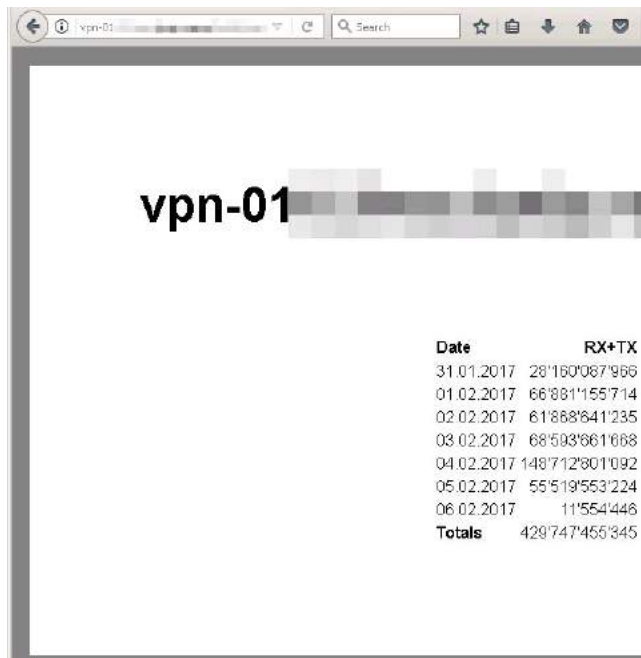 vpn-01
Search
vpn-01
Date RX+TX
31.01.2017 28'160'087'966
01.02.2017 66'881'155'714
02.02.2017 61'868'641'235
03.02.2017 68'593'661'668
04.02.2017 148'712'801'092
05.02.2017 55'519'553'224
06.02.2017 11'554'446
Totals 429'747'455'345